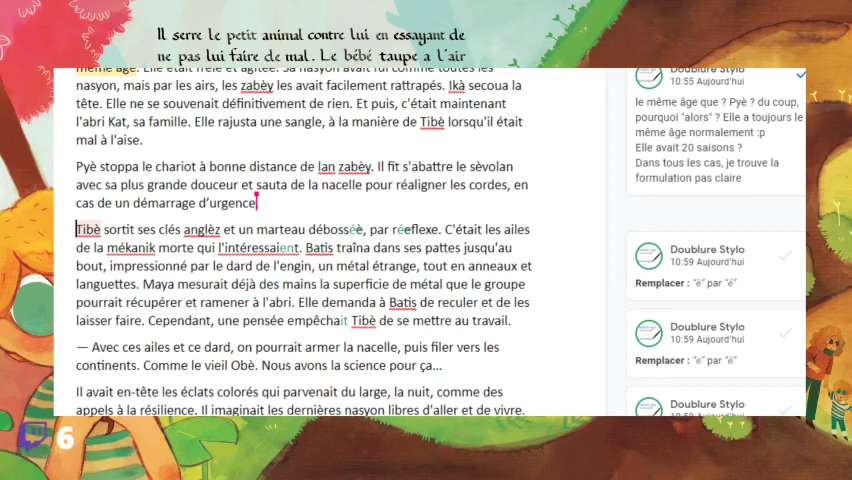 Il serre le petit animal contre lui en essayant de
ne pas lui faire de mal. Le bébé taupe a l'air
même âge. Elle était frêle et agitée. Sa nasyon avait fui comme toutes les
nasyon, mais par les airs, les zabèy les avait facilement rattrapés. Ikà secoua la
tête. Elle ne se souvenait définitivement de rien. Et puis, c'était maintenant
l'abri Kat, sa famille. Elle rajusta une sangle, à la manière de Tibè lorsqu'il était
mal à l'aise.
Pyè stoppa le chariot à bonne distance de lan zabèy. Il fit s'abattre le sèvolan
avec sa plus grande douceur et sauta de la nacelle pour réaligner les cordes, en
cas de un démarrage d'urgence
Tibè sortit ses clés anglèz et un marteau débosséè, par réeflexe. C'était les ailes
de la mékanik morte qui l'intéressaient. Batis traîna dans ses pattes jusqu'au
bout, impressionné par le dard de l'engin, un métal étrange, tout en anneaux et
languettes. Maya mesurait déjà des mains la superficie de métal que le groupe
pourrait récupérer et ramener à l'abri. Elle demanda à Batis de reculer et de les
laisser faire. Cependant, une pensée empêchait Tibè de se mettre au travail.
— Avec ces ailes et ce dard, on pourrait armer la nacelle, puis filer vers les
continents. Comme le vieil Obè. Nous avons la science pour ça...
Il avait en-tête les éclats colorés qui parvenait du large, la nuit, comme des
appels à la résilience. Il imaginait les dernières nasyon libres d'aller et de vivre.
Doublure Stylo
10:55 Aujourd'hui
le même âge que ? Pyè ? du coup,
pourquoi "alors" ? Elle a toujours le
même âge normalement :p
Elle avait 20 saisons ?
Dans tous les cas, je trouve la
formulation pas claire
Doublure Stylo
10:59 Aujourd'hui
Remplacer : "è" par "é"
Doublure Stylo
10:59 Aujourd'hui
Remplacer : "e" par "é"
Doublure Stylo
10:59 Aujourd'hui
6